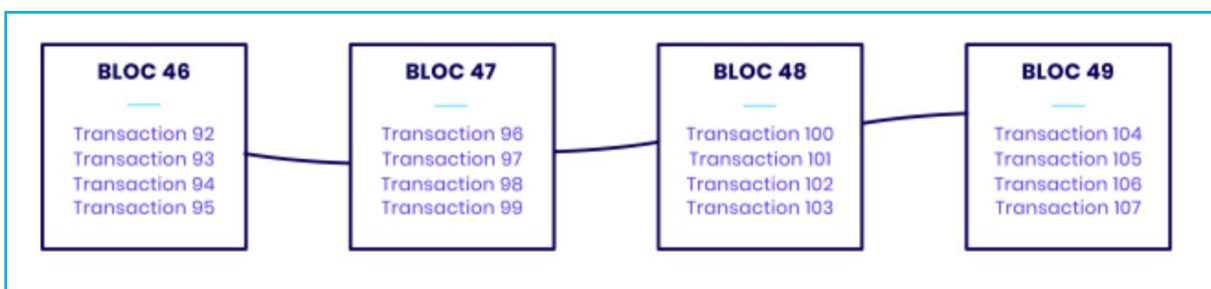 BLOC 46
Transaction 92
Transaction 93
Transaction 94
Transaction 95
BLOC 47
Transaction 96
Transaction 97
Transaction 98
Transaction 99
BLOC 48
Transaction 100
Transaction 101
Transaction 102
Transaction 103
BLOC 49
Transaction 104
Transaction 105
Transaction 106
Transaction 107